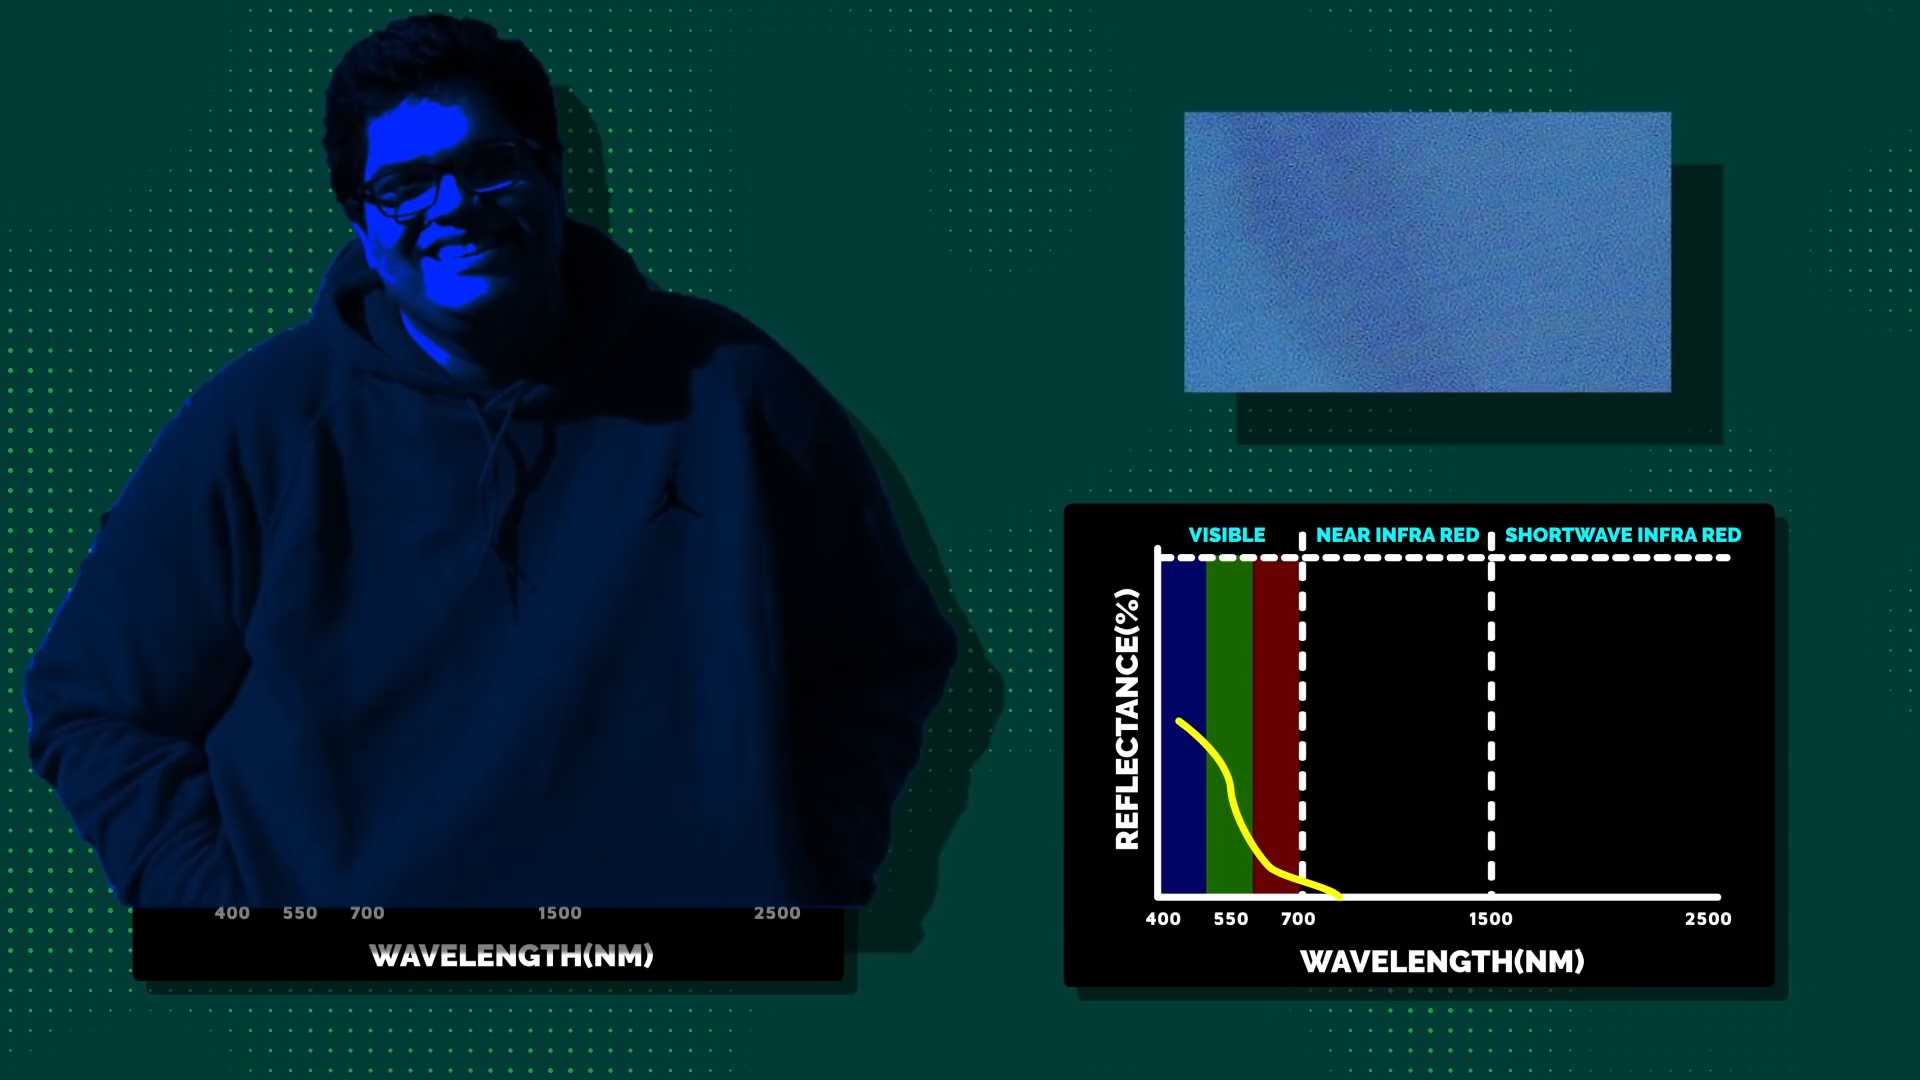 400 550 700 1500 2500
WAVELENGTH(NM)
VISIBLE NEAR INFRA RED SHORTWAVE INFRA RED
REFLECTANCE(%)
400 550 700 1500 2500
WAVELENGTH(NM)